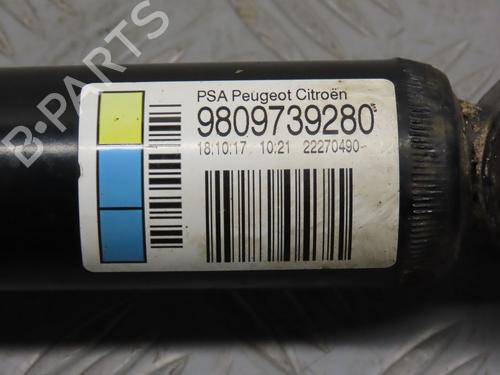 PSA Peugeot Citroën
9809739280
18.10.17 10:21 22270490
B-PARTS